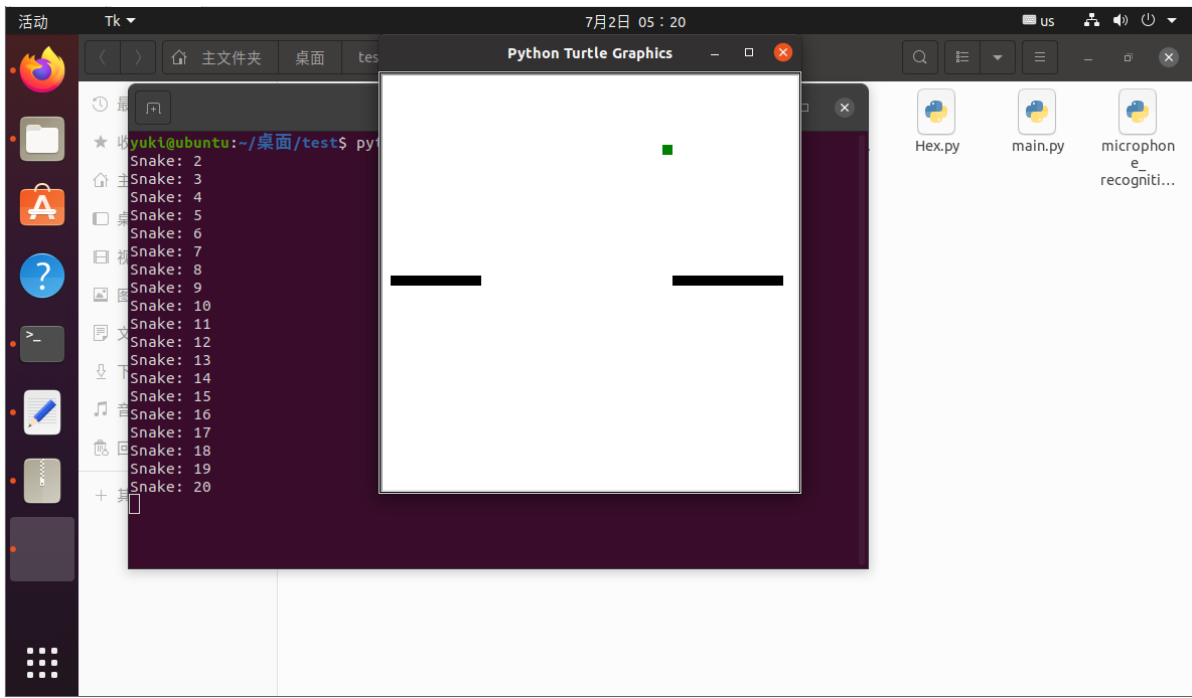 活动
Tk
7月2日 05：20
us
主文件夹
桌面
tes
Python Turtle Graphics
yuki@ubuntu:~/桌面/test$ pyt
Snake: 2
Snake: 3
Snake: 4
Snake: 5
Snake: 6
Snake: 7
Snake: 8
Snake: 9
Snake: 10
Snake: 11
Snake: 12
Snake: 13
Snake: 14
Snake: 15
Snake: 16
Snake: 17
Snake: 18
Snake: 19
Snake: 20
Hex.py
main.py
microphon
e_
recogniti...